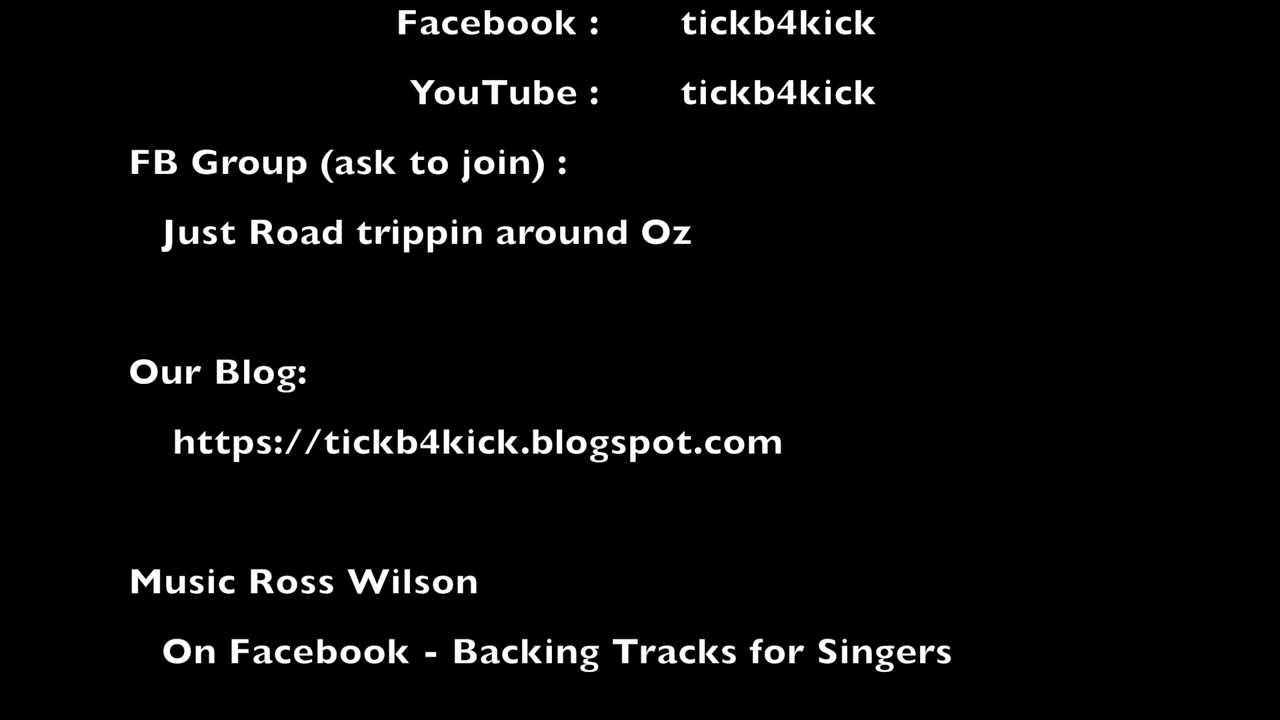 Facebook : tickb4kick
YouTube : tickb4kick
FB Group (ask to join) :
Just Road trippin around Oz
Our Blog:
https://tickb4kick.blogspot.com
Music Ross Wilson
On Facebook - Backing Tracks for Singers